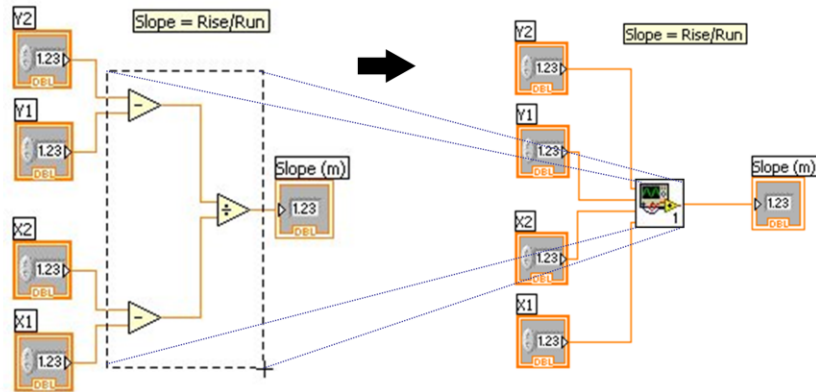 Y2
Slope = Rise/Run
1.23
DBL
Y1
1.23
DBL
Slope (m)
1.23
DBL
X2
1.23
DBL
X1
1.23
DBL
Y2
Slope = Rise/Run
1.23
DBL
Y1
1.23
DBL
Slope (m)
1
1.23
DBL
X2
1.23
DBL
X1
1.23
DBL